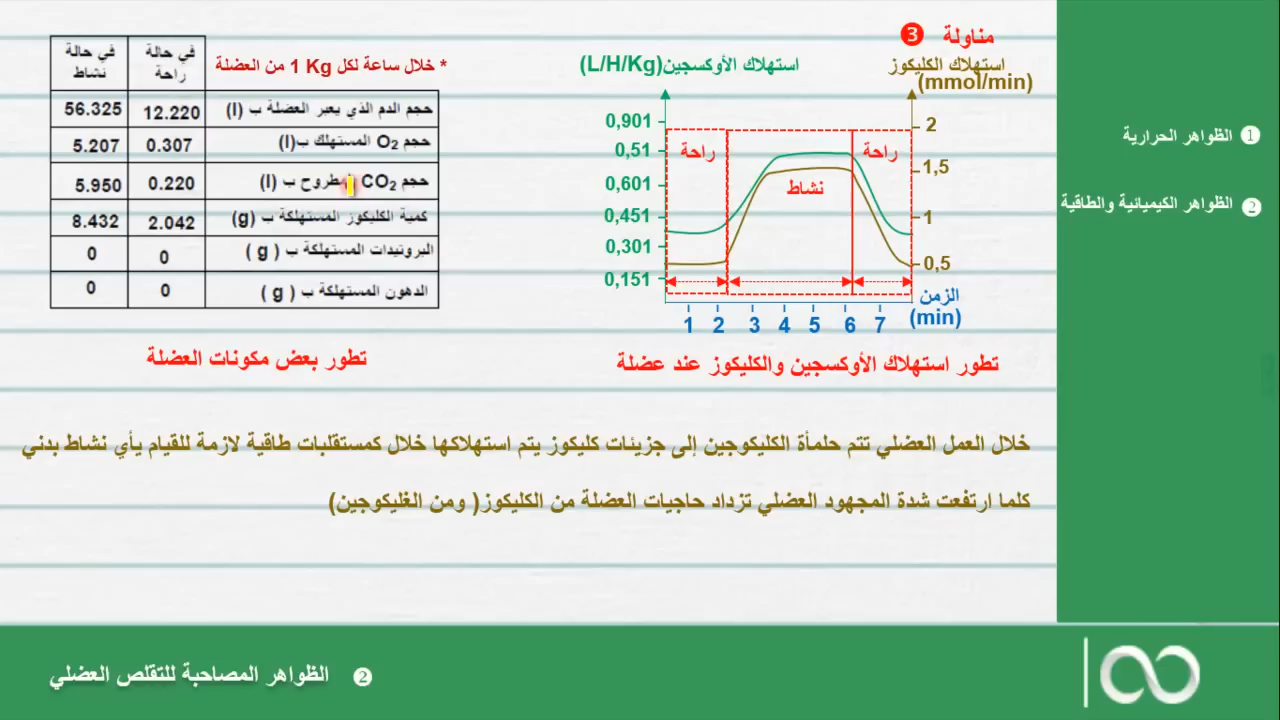 مناولة ❸
استهلاك الكليكوز
(mmol/min)
استهلاك الأوكسجين(L/H/Kg)
0,901
0,51
0,601
0,451
0,301
0,151
2
1,5
1
0,5
راحة
نشاط
راحة
1 2 3 4 5 6 7
الزمن
(min)
تطور استهلاك الأوكسجين والكليكوز عند عضلة
* خلال ساعة لكل 1 Kg من العضلة
في حالة راحة
في حالة نشاط
حجم الدم الذي يعبر العضلة ب (l) 12.220 56.325
حجم O₂ المستهلك ب(l) 0.307 5.207
حجم CO₂ طروح ب (l) 0.220 5.950
كمية الكليكوز المستهلكة ب (g) 2.042 8.432
البروتيدات المستهلكة ب ( g ) 0 0
الدهون المستهلكة ب ( g ) 0 0
تطور بعض مكونات العضلة
خلال العمل العضلي تتم حلمأة الكليكوجين إلى جزيئات كليكوز يتم استهلاكها خلال كمستقلبات طاقية لازمة للقيام يأي نشاط بدني
كلما ارتفعت شدة المجهود العضلي تزداد حاجيات العضلة من الكليكوز( ومن الغليكوجين)
❶ الظواهر الحرارية
❷ الظواهر الكيميائية والطاقية
❷ الظواهر المصاحبة للتقلص العضلي